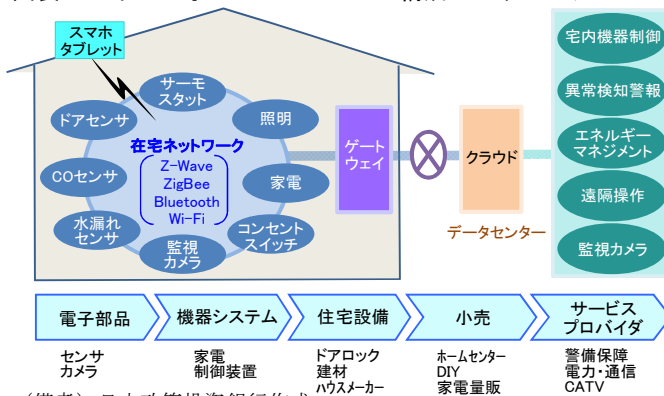 スマホ
タブレット
サーモ
スタット
ドアセンサ
照明
在宅ネットワーク
Z-Wave
ZigBee
Bluetooth
Wi-Fi
COセンサ
家電
水漏れ
センサ
監視
カメラ
コンセント
スイッチ
ゲート
ウェイ
クラウド
データセンター
宅内機器制御
異常検知警報
エネルギー
マネジメント
遠隔操作
監視カメラ
電子部品
機器システム
住宅設備
小売
サービス
プロバイダ
センサ
カメラ
家電
制御装置
ドアロック
建材
ハウスメーカー
ホームセンター
DIY
家電量販
警備保障
電力・通信
CATV